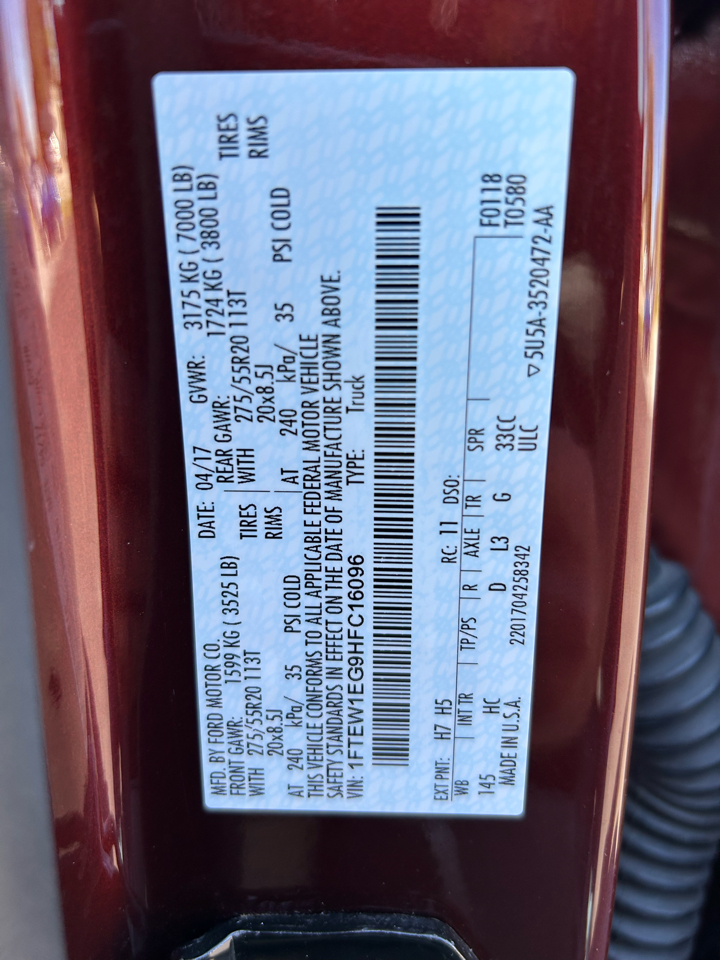 MFD. BY FORD MOTOR CO. DATE: 04/17 GVWR: 3175 KG ( 7000 LB)
FRONT GAWR: 1599 KG ( 3525 LB) REAR GAWR: 1724 KG ( 3800 LB)
WITH 275/55R20 113T TIRES WITH 275/55R20 113T TIRES
20x8.5J RIMS 20x8.5J RIMS
AT 240 kPa/ 35 PSI COLD AT 240 kPa/ 35 PSI COLD
THIS VEHICLE CONFORMS TO ALL APPLICABLE FEDERAL MOTOR VEHICLE
SAFETY STANDARDS IN EFFECT ON THE DATE OF MANUFACTURE SHOWN ABOVE.
VIN: 1FTEW1EG9HFC16096 TYPE: Truck
EXT PNT: H7 H5 RC: 11 DSO: F0118
WB INT TR TP/PS R AXLE TR SPR T0580
145 HC D L3 G 33CC
MADE IN U.S.A. 2201704258342 ULC ▽5U5A-3520472-AA